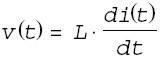 v(t) = L · di(t)/dt